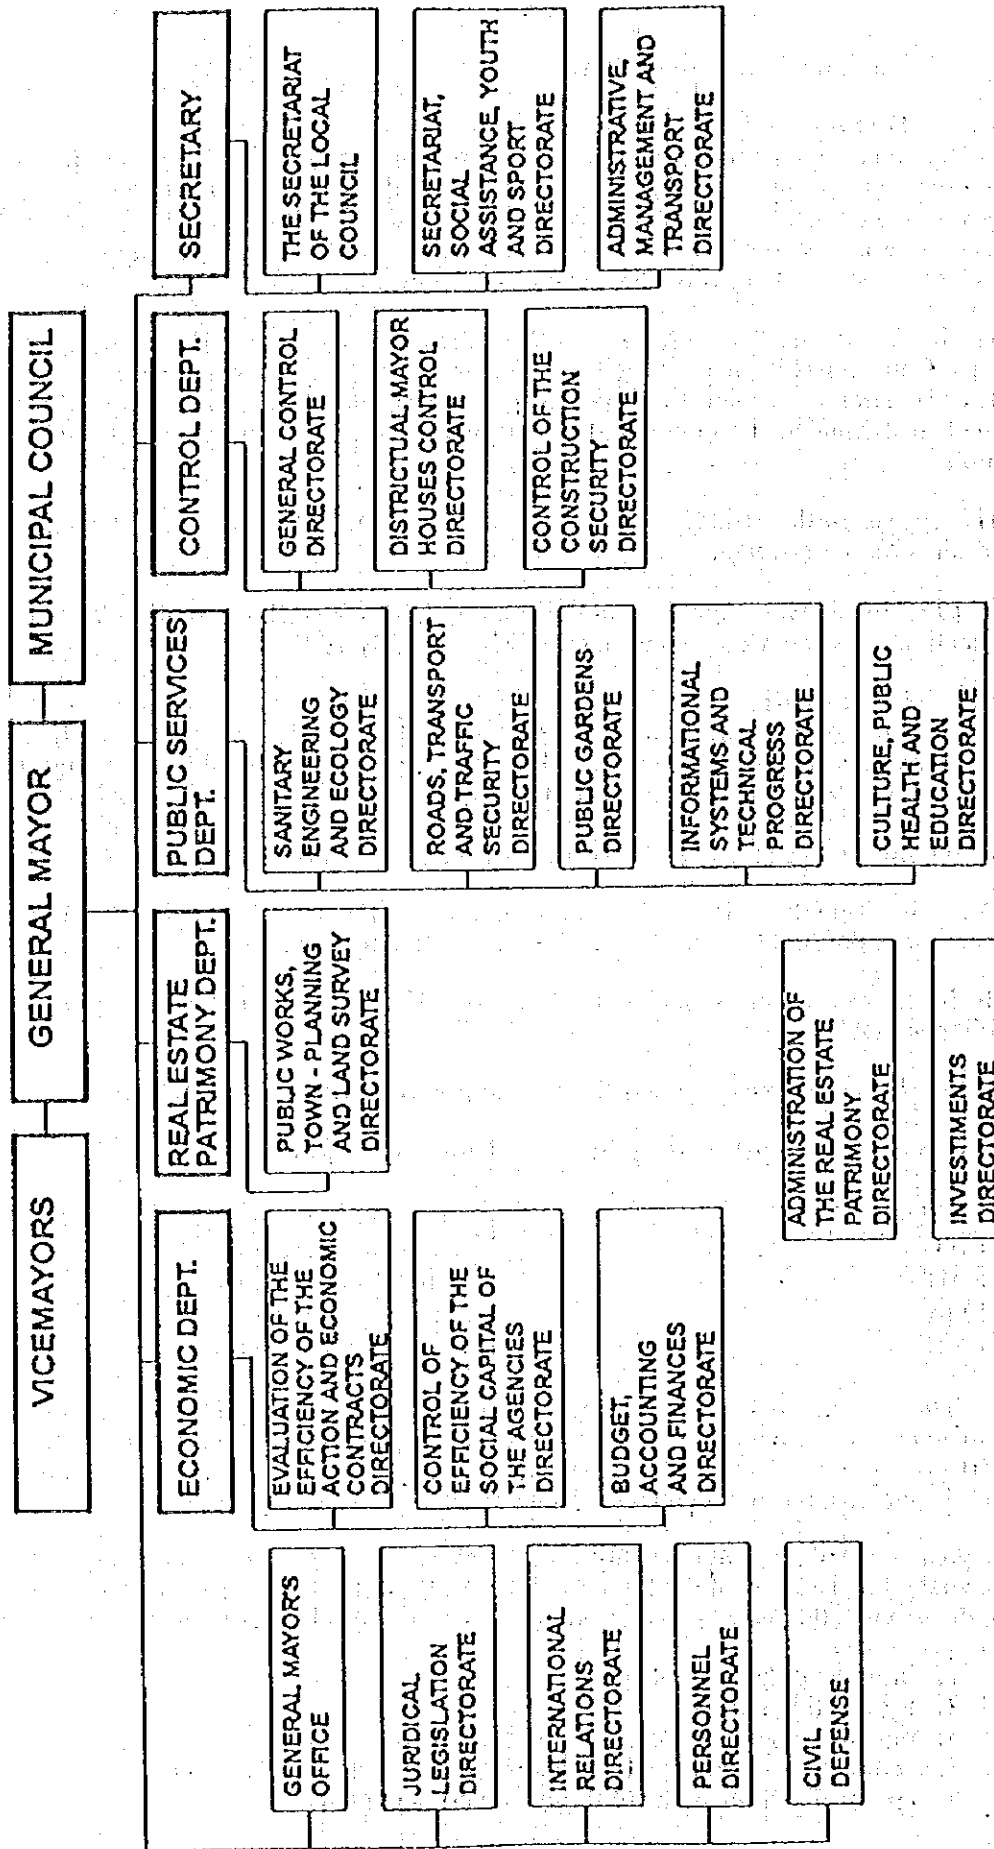 VICEMAYORS
GENERAL MAYOR
MUNICIPAL COUNCIL
GENERAL MAYOR'S
OFFICE
JURIDICAL
LEGISLATION
DIRECTORATE
INTERNATIONAL
RELATIONS
DIRECTORATE
PERSONNEL
DIRECTORATE
CIVIL
DEFENSE
ECONOMIC DEPT.
EVALUATION OF THE
EFFICIENCY OF THE
ACTION AND ECONOMIC
CONTRACTS
DIRECTORATE
CONTROL OF
EFFICIENCY OF THE
SOCIAL CAPITAL OF
THE AGENCIES
DIRECTORATE
BUDGET,
ACCOUNTING
AND FINANCES
DIRECTORATE
REAL ESTATE
PATRIMONY DEPT.
PUBLIC WORKS,
TOWN - PLANNING
AND LAND SURVEY
DIRECTORATE
ADMINISTRATION OF
THE REAL ESTATE
PATRIMONY
DIRECTORATE
INVESTIMENTS
DIRECTORATE
PUBLIC SERVICES
DEPT.
SANITARY
ENGINEERING
AND ECOLOGY
DIRECTORATE
ROADS, TRANSPORT
AND TRAFFIC
SECURITY
DIRECTORATE
PUBLIC GARDENS
DIRECTORATE
INFORMATIONAL
SYSTEMS AND
TECHNICAL
PROGRESS
DIRECTORATE
CULTURE, PUBLIC
HEALTH AND
EDUCATION
DIRECTORATE
CONTROL DEPT.
GENERAL CONTROL
DIRECTORATE
DISTRICTUAL MAYOR
HOUSES CONTROL
DIRECTORATE
CONTROL OF THE
CONSTRUCTION
SECURITY
DIRECTORATE
SECRETARY
THE SECRETARIAT
OF THE LOCAL
COUNCIL
SECRETARIAT,
SOCIAL
ASSISTANCE, YOUTH
AND SPORT
DIRECTORATE
ADMINISTRATIVE,
MANAGEMENT AND
TRANSPORT
DIRECTORATE